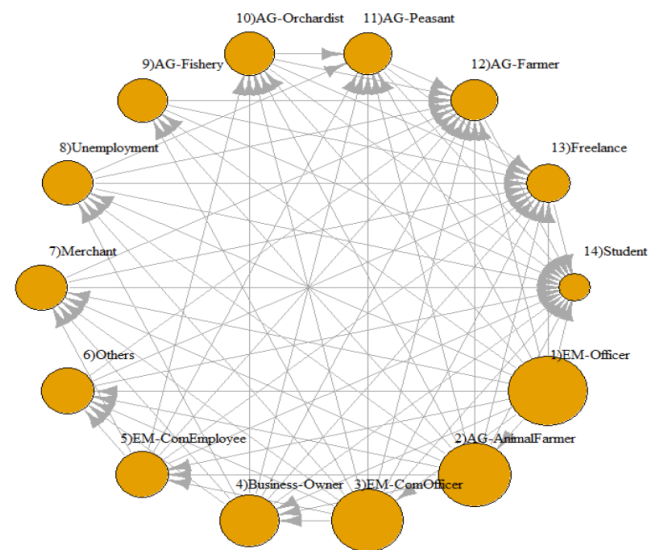 10)AG-Orchardist 11)AG-Peasant
9)AG-Fishery 12)AG-Farmer
8)Unemployment 13)Freelance
7)Merchant 14)Student
6)Others 1)EM-Officer
5)EM-ComEmployee 2)AG-AnimalFarmer
4)Business-Owner 3)EM-ComOfficer